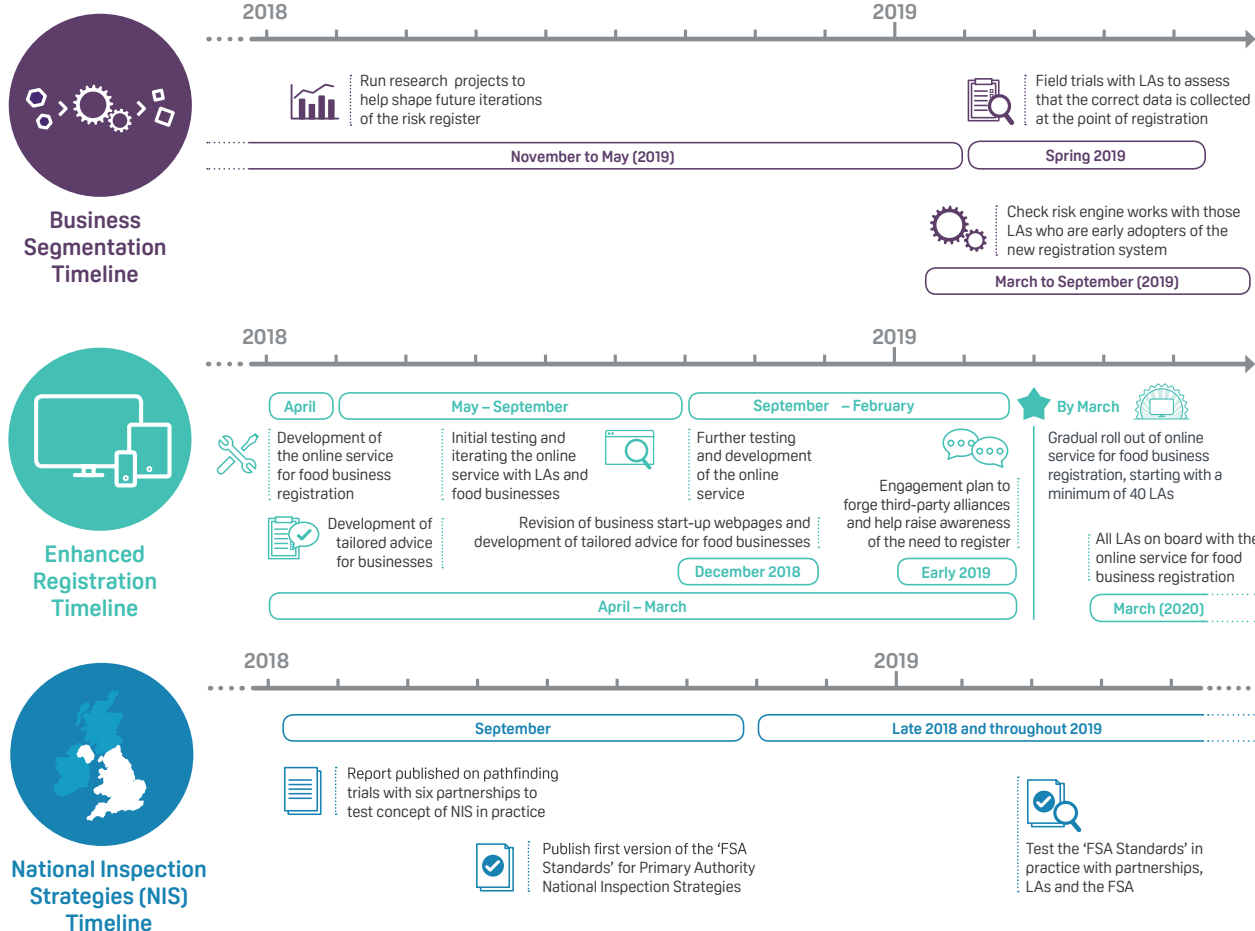 2018
2019
Run research projects to
help shape future iterations
of the risk register
Field trials with LAs to assess
that the correct data is collected
at the point of registration
November to May (2019)
Spring 2019
Check risk engine works with those
LAs who are early adopters of the
new registration system
March to September (2019)
Business
Segmentation
Timeline
2018
2019
April
May – September
September – February
By March
Development of
the online service
for food business
registration
Initial testing and
iterating the online
service with LAs and
food businesses
Further testing
and development
of the online
service
Gradual roll out of online
service for food business
registration, starting with a
minimum of 40 LAs
Development of
tailored advice
for businesses
Revision of business start-up webpages and
development of tailored advice for food businesses
December 2018
Engagement plan to
forge third-party alliances
and help raise awareness
of the need to register
Early 2019
All LAs on board with the
online service for food
business registration
March (2020)
April – March
Enhanced
Registration
Timeline
2018
2019
September
Late 2018 and throughout 2019
Report published on pathfinding
trials with six partnerships to
test concept of NIS in practice
Publish first version of the ‘FSA
Standards’ for Primary Authority
National Inspection Strategies
Test the ‘FSA Standards’ in
practice with partnerships,
LAs and the FSA
National Inspection
Strategies (NIS)
Timeline